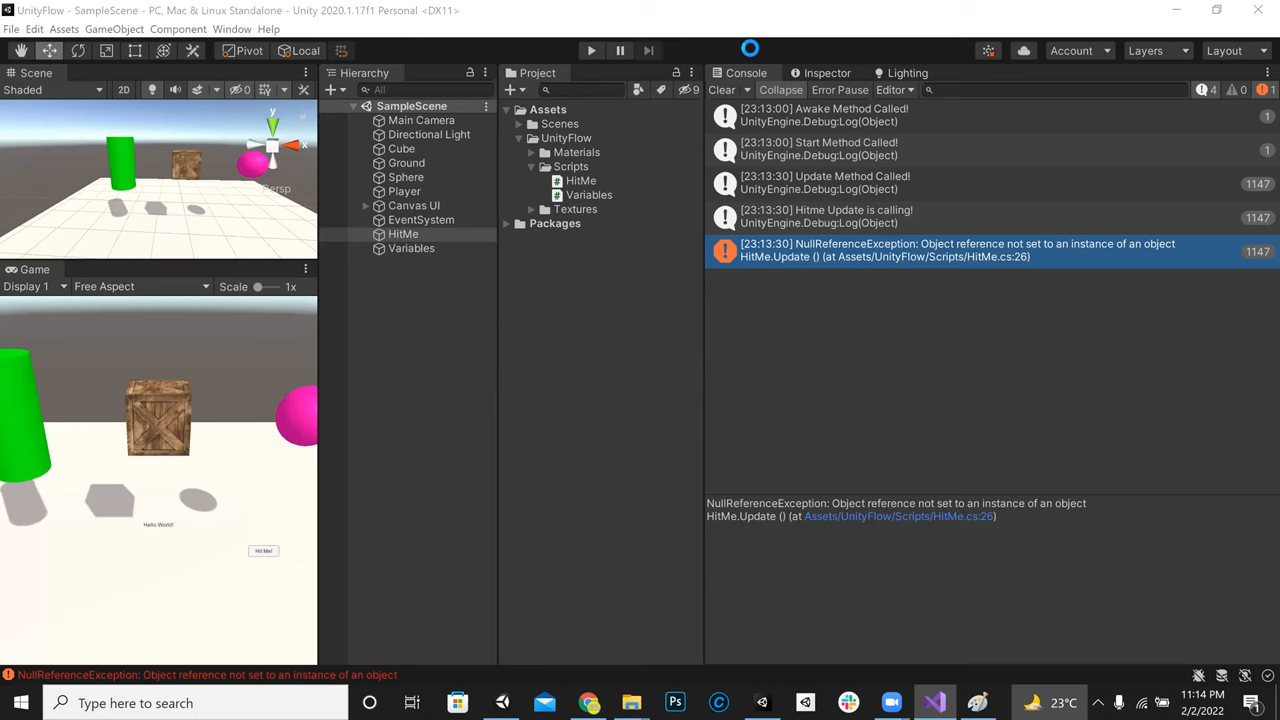 UnityFlow - SampleScene - PC, Mac & Linux Standalone - Unity 2020.1.17f1 Personal <DX11>
File Edit Assets GameObject Component Window Help
Pivot Local Account Layers Layout
Scene
Shaded 2D 0
y
x
Persp
Game
Display 1 Free Aspect Scale 1x
Hello World!
Hit Me!
Hierarchy
All
SampleScene
Main Camera
Directional Light
Cube
Ground
Sphere
Player
Canvas UI
EventSystem
HitMe
Variables
Project
9
Assets
Scenes
UnityFlow
Materials
Scripts
HitMe
Variables
Textures
Packages
Console Inspector Lighting
Clear Collapse Error Pause Editor 4 0 1
[23:13:00] Awake Method Called!
UnityEngine.Debug:Log(Object)
1
[23:13:00] Start Method Called!
UnityEngine.Debug:Log(Object)
1
[23:13:30] Update Method Called!
UnityEngine.Debug:Log(Object)
1147
[23:13:30] Hitme Update is calling!
UnityEngine.Debug:Log(Object)
1147
[23:13:30] NullReferenceException: Object reference not set to an instance of an object
HitMe.Update () (at Assets/UnityFlow/Scripts/HitMe.cs:26)
1147
NullReferenceException: Object reference not set to an instance of an object
HitMe.Update () (at Assets/UnityFlow/Scripts/HitMe.cs:26)
NullReferenceException: Object reference not set to an instance of an object
Type here to search
Ps
23°C
11:14 PM
2/2/2022